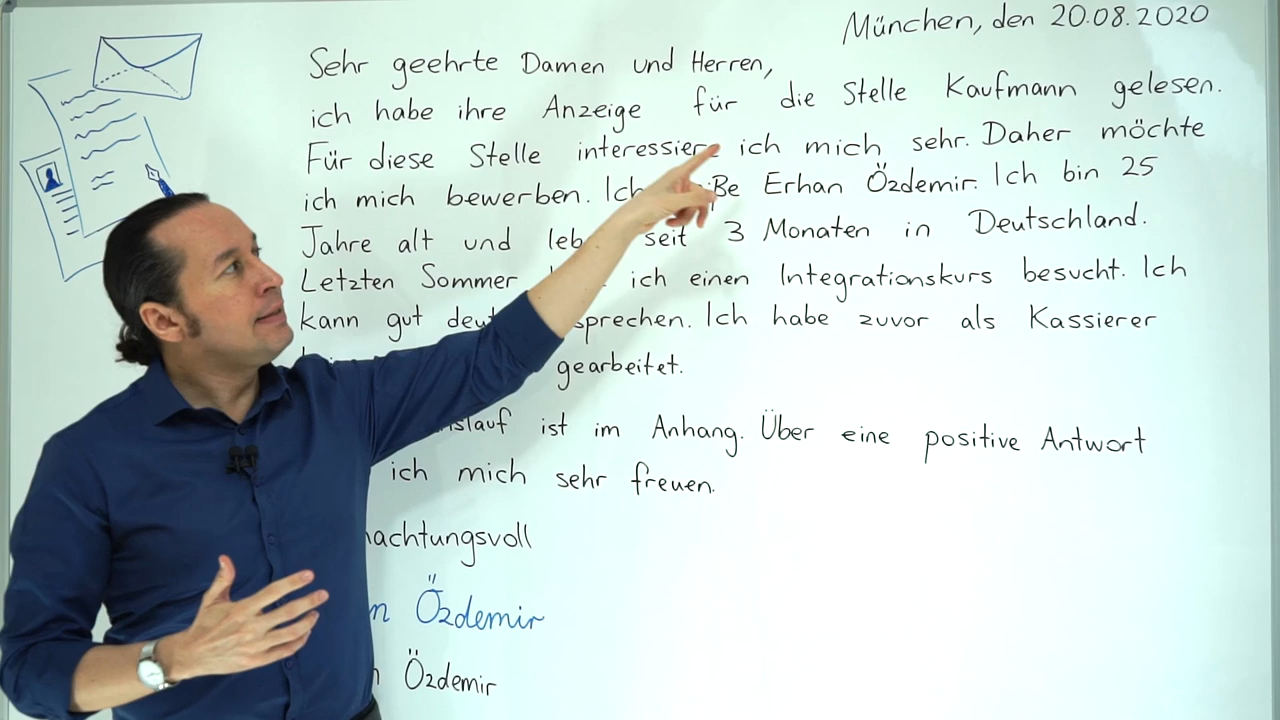 München, den 20.08.2020
Sehr geehrte Damen und Herren,
ich habe ihre Anzeige für die Stelle Kaufmann gelesen.
Für diese Stelle interessiere ich mich sehr. Daher möchte
ich mich bewerben. Ich Erhan Özdemir. Ich bin 25
Jahre alt und seit 3 Monaten in Deutschland.
Letzten Sommer ich einen Integrationskurs besucht. Ich
kann gut sprechen. Ich habe zuvor als Kassierer
gearbeitet.
ist im Anhang. Über eine positive Antwort
ich mich sehr freuen.
Özdemir
Özdemir